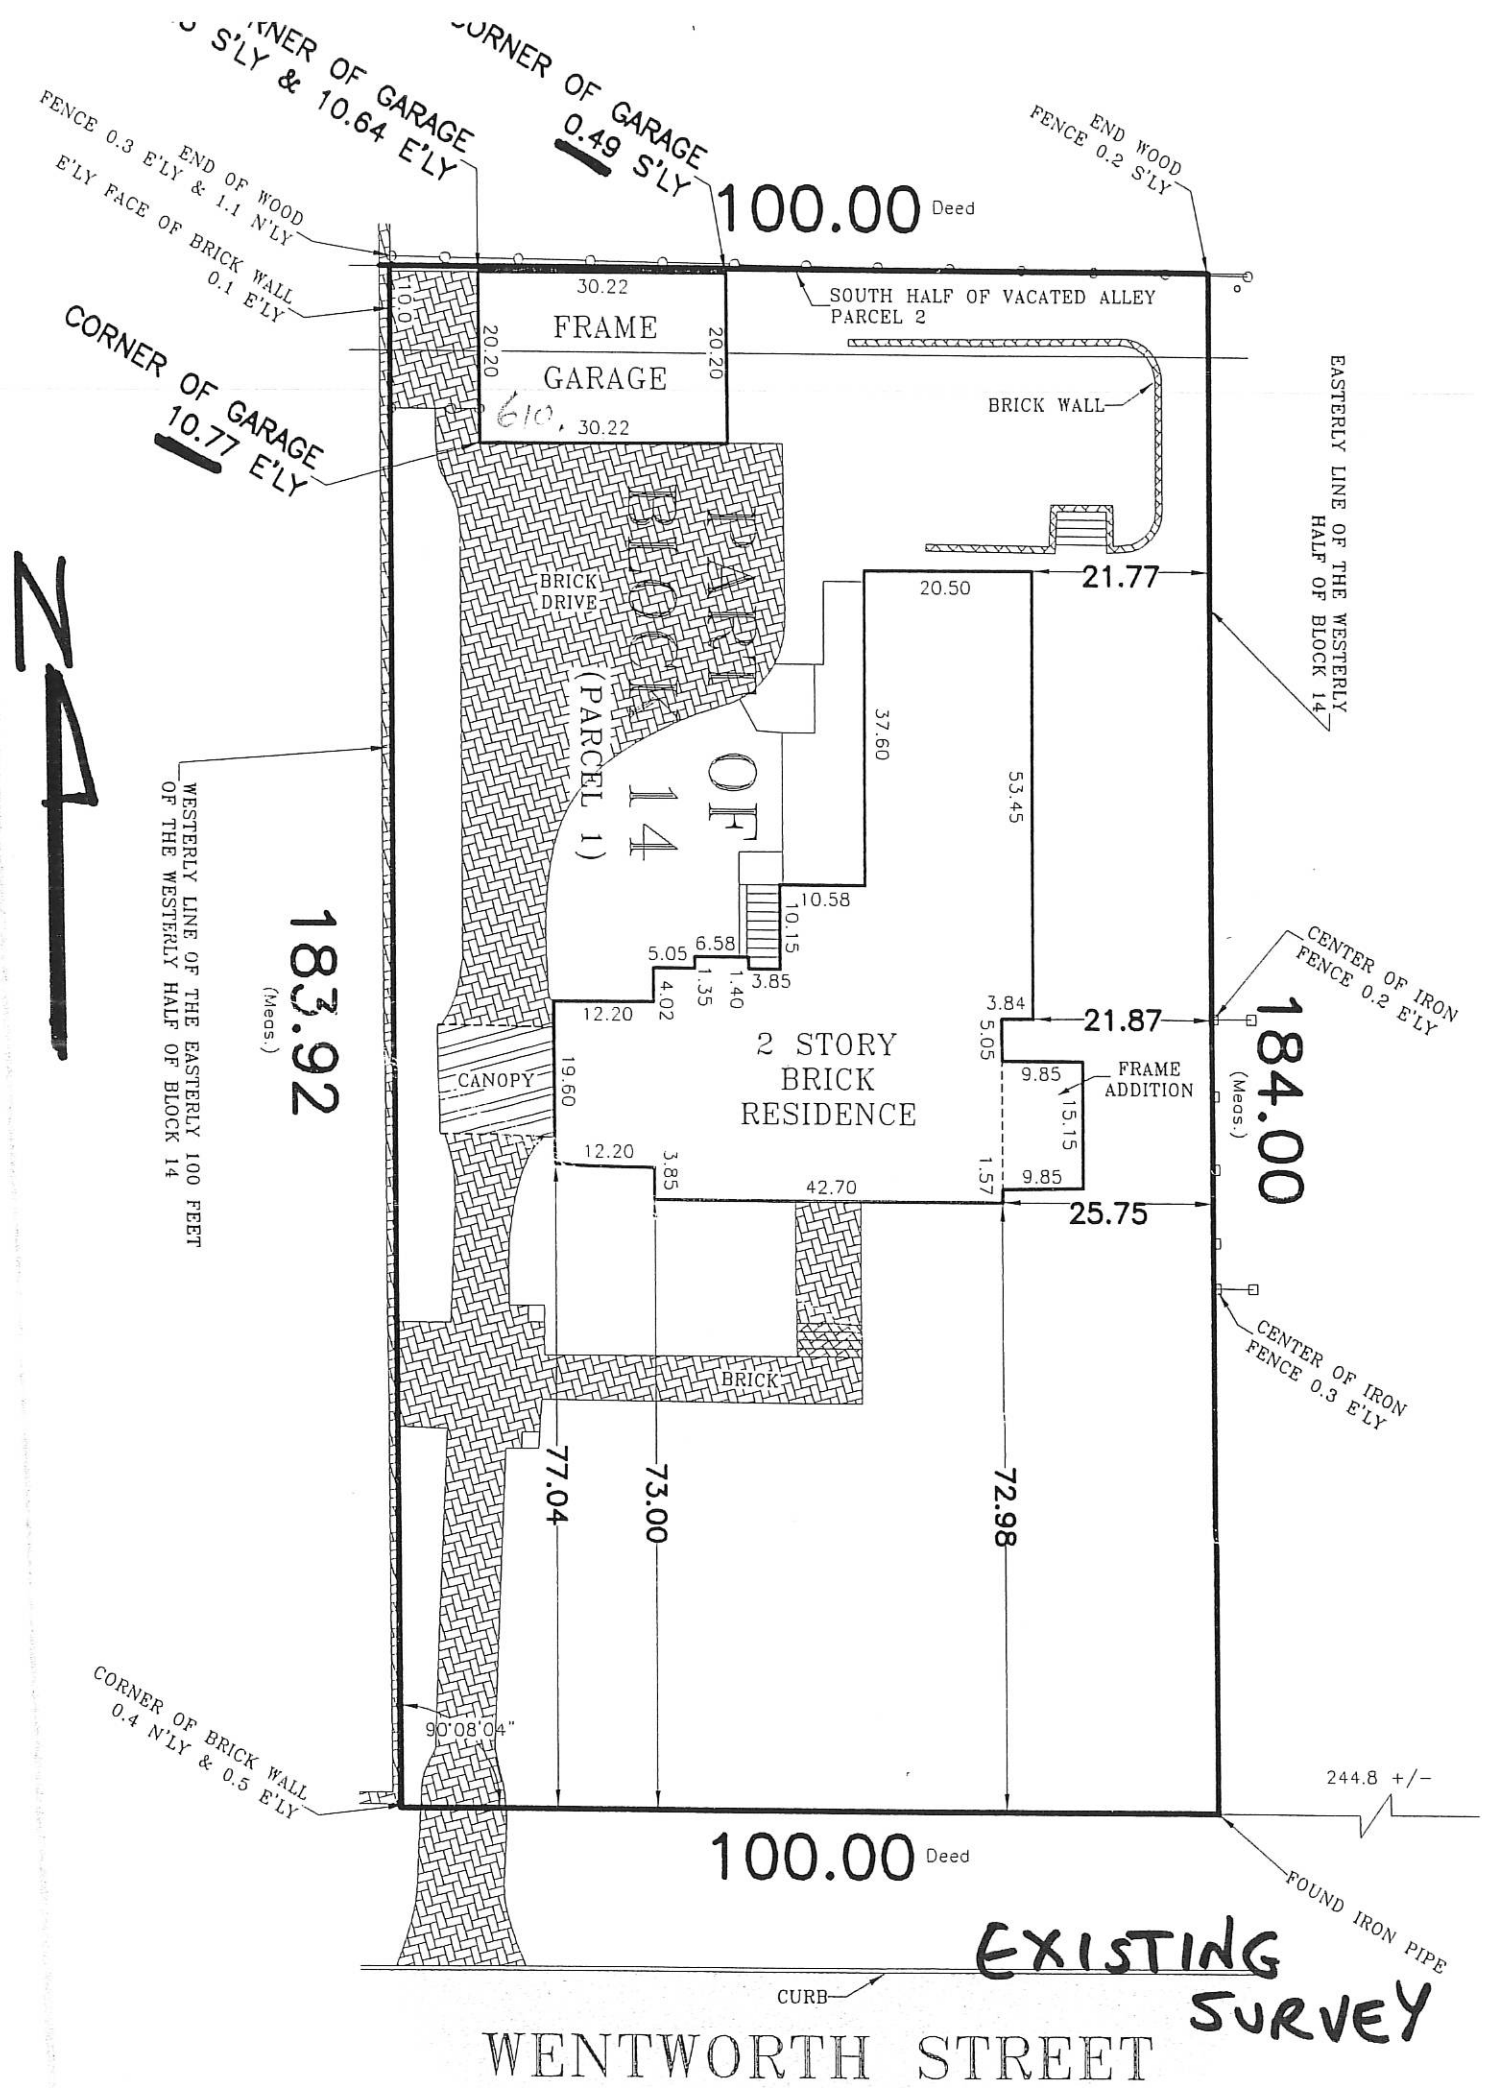 CORNER OF GARAGE
0.49 S'LY
RNER OF GARAGE
S'LY & 10.64 E'LY
END OF WOOD
FENCE 0.3 E'LY & 1.1 N'LY
E'LY FACE OF BRICK WALL
0.1 E'LY
CORNER OF GARAGE
10.77 E'LY
100.00 Deed
END WOOD
FENCE 0.2 S'LY
SOUTH HALF OF VACATED ALLEY
PARCEL 2
10.0
30.22
FRAME
GARAGE
20.20
20.20
610.
30.22
BRICK WALL
EASTERLY LINE OF THE WESTERLY
HALF OF BLOCK 14
N
BRICK
DRIVE
PART OF
BLOCK 14
(PARCEL 1)
20.50
21.77
37.60
53.45
10.58
10.15
6.58
5.05
3.85
1.40
1.35
4.02
12.20
3.84
5.05
21.87
CENTER OF IRON
FENCE 0.2 E'LY
183.92
(Meas.)
184.00
(Meas.)
WESTERLY LINE OF THE EASTERLY 100 FEET
OF THE WESTERLY HALF OF BLOCK 14
CANOPY
19.60
2 STORY
BRICK
RESIDENCE
9.85
FRAME
ADDITION
15.15
9.85
1.57
12.20
3.85
42.70
25.75
CENTER OF IRON
FENCE 0.3 E'LY
BRICK
77.04
73.00
72.98
90°08'04"
CORNER OF BRICK WALL
0.4 N'LY & 0.5 E'LY
244.8 +/-
100.00 Deed
FOUND IRON PIPE
EXISTING
SURVEY
CURB
WENTWORTH STREET